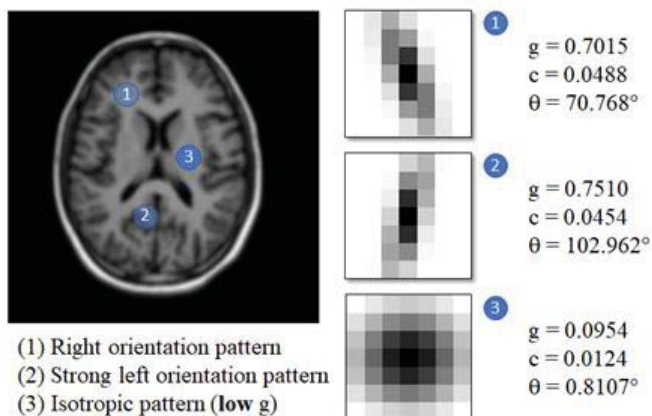 1
2
3
1
g = 0.7015
c = 0.0488
θ = 70.768°
2
g = 0.7510
c = 0.0454
θ = 102.962°
3
g = 0.0954
c = 0.0124
θ = 0.8107°
(1) Right orientation pattern
(2) Strong left orientation pattern
(3) Isotropic pattern (low g)